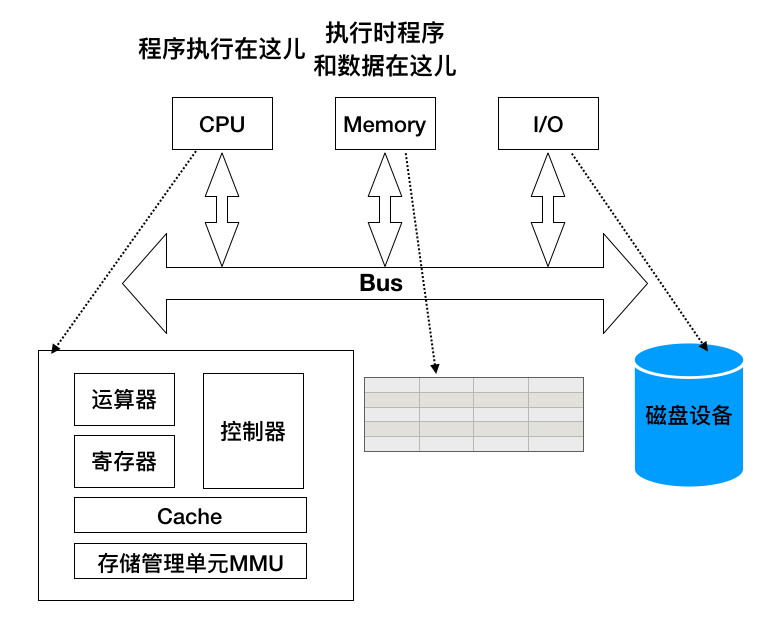 程序执行在这儿
执行时程序
和数据在这儿
CPU
Memory
I/O
Bus
运算器
控制器
寄存器
Cache
存储管理单元MMU
磁盘设备